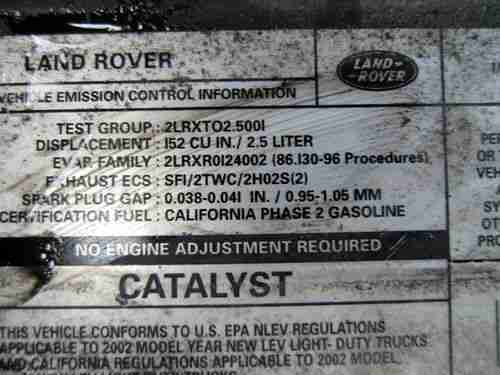 LAND ROVER
LAND-
-ROVER
VEHICLE EMISSION CONTROL INFORMATION
TEST GROUP : 2LRXTO2.500I
DISPLACEMENT : I52 CU IN./ 2.5 LITER
EVAP FAMILY : 2LRXR0I24002 (86.I30-96 Procedures)
EXHAUST ECS : SFI/2TWC/2H02S(2)
SPARK PLUG GAP : 0.038-0.04I IN. / 0.95-1.05 MM
CERTIFICATION FUEL : CALIFORNIA PHASE 2 GASOLINE
NO ENGINE ADJUSTMENT REQUIRED
CATALYST
THIS VEHICLE CONFORMS TO U.S. EPA NLEV REGULATIONS
APPLICABLE TO 2002 MODEL YEAR NEW LEV LIGHT- DUTY TRUCKS
AND CALIFORNIA REGULATIONS APPLICABLE TO 2002 MODEL